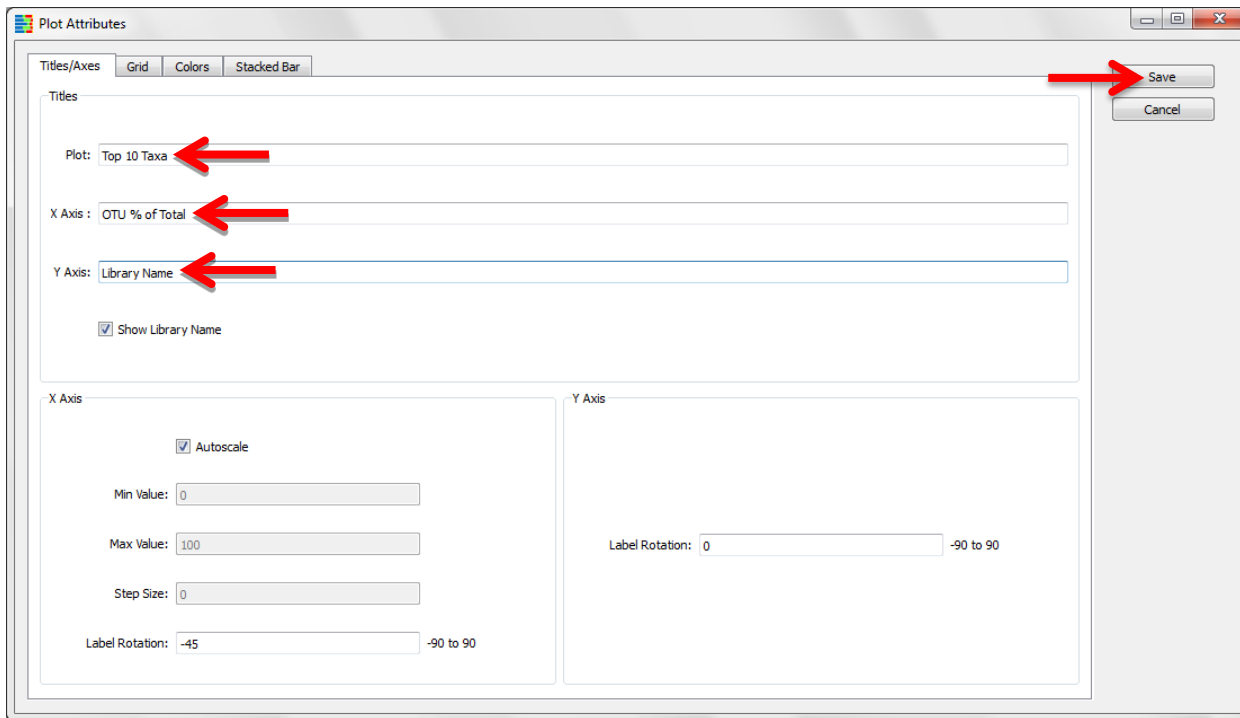 Plot Attributes
Titles/Axes Grid Colors Stacked Bar
Save
Cancel
Titles
Plot: Top 10 Taxa
X Axis : OTU % of Total
Y Axis: Library Name
Show Library Name
X Axis
Autoscale
Min Value: 0
Max Value: 100
Step Size: 0
Label Rotation: -45 -90 to 90
Y Axis
Label Rotation: 0 -90 to 90